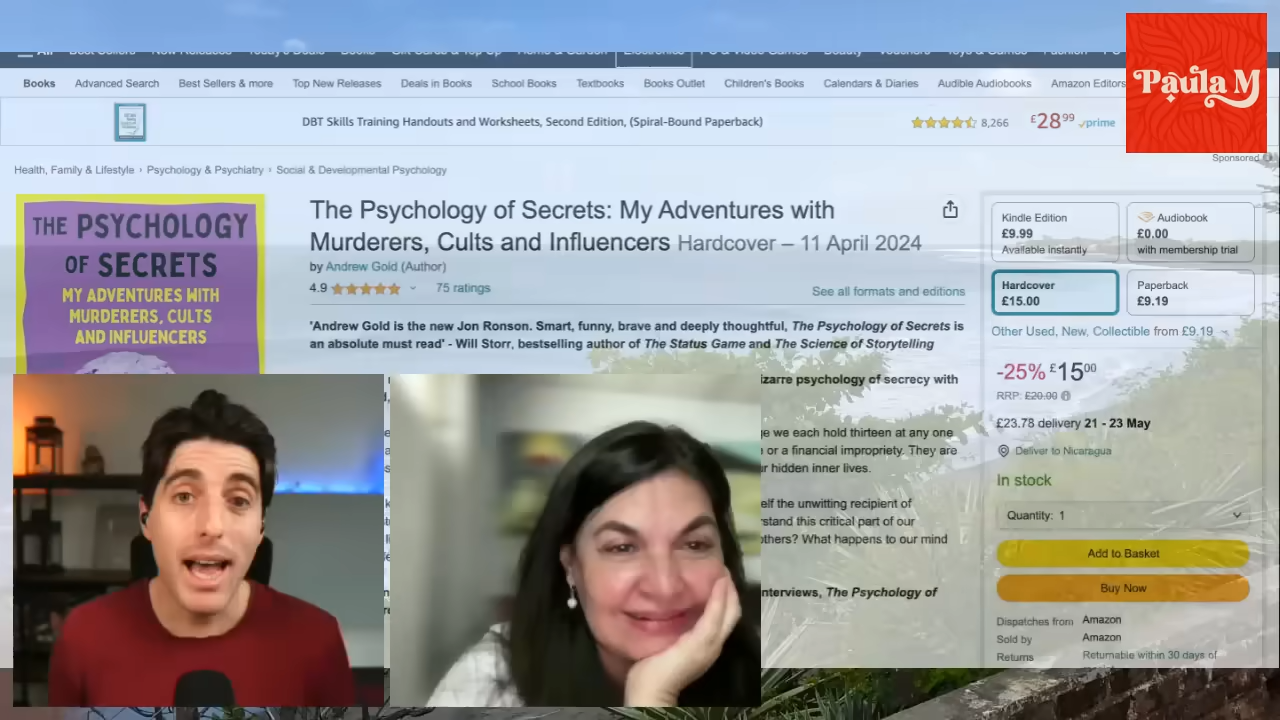 Paula M
Books Advanced Search Best Sellers & more Top New Releases Deals in Books School Books Textbooks Books Outlet Children's Books Calendars & Diaries Audible Audiobooks Amazon Editors
DBT Skills Training Handouts and Worksheets, Second Edition, (Spiral-Bound Paperback) 8,266 £28⁹⁹ prime
Sponsored
Health, Family & Lifestyle › Psychology & Psychiatry › Social & Developmental Psychology
THE PSYCHOLOGY
OF SECRETS
MY ADVENTURES WITH
MURDERERS, CULTS
AND INFLUENCERS
The Psychology of Secrets: My Adventures with
Murderers, Cults and Influencers Hardcover – 11 April 2024
by Andrew Gold (Author)
4.9 75 ratings
See all formats and editions
'Andrew Gold is the new Jon Ronson. Smart, funny, brave and deeply thoughtful, The Psychology of Secrets is
an absolute must read' - Will Storr, bestselling author of The Status Game and The Science of Storytelling
psychology of secrecy with
we each hold thirteen at any one
or a financial impropriety. They are
hidden inner lives.
the unwitting recipient of
this critical part of our
What happens to our mind
The Psychology of
Kindle Edition
£9.99
Available instantly
Audiobook
£0.00
with membership trial
Hardcover
£15.00
Paperback
£9.19
Other Used, New, Collectible from £9.19
-25% £15⁰⁰
RRP: £20.00
£23.78 delivery 21 - 23 May
Deliver to Nicaragua
In stock
Quantity: 1
Add to Basket
Buy Now
Dispatches from Amazon
Sold by Amazon
Returns Returnable within 30 days of